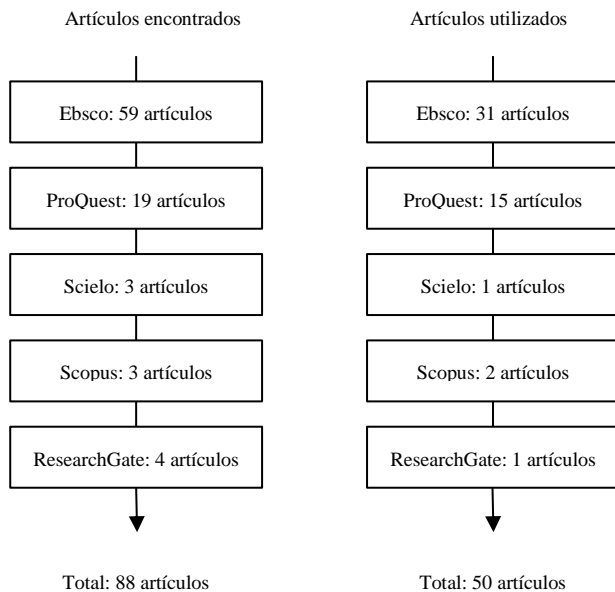 Artículos encontrados
Ebsco: 59 artículos
ProQuest: 19 artículos
Scielo: 3 artículos
Scopus: 3 artículos
ResearchGate: 4 artículos
Total: 88 artículos
Artículos utilizados
Ebsco: 31 artículos
ProQuest: 15 artículos
Scielo: 1 artículos
Scopus: 2 artículos
ResearchGate: 1 artículos
Total: 50 artículos